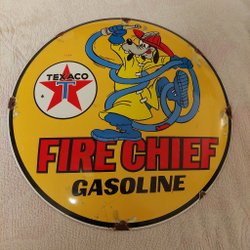 TEXACO
T
FIRE CHIEF
GASOLINE